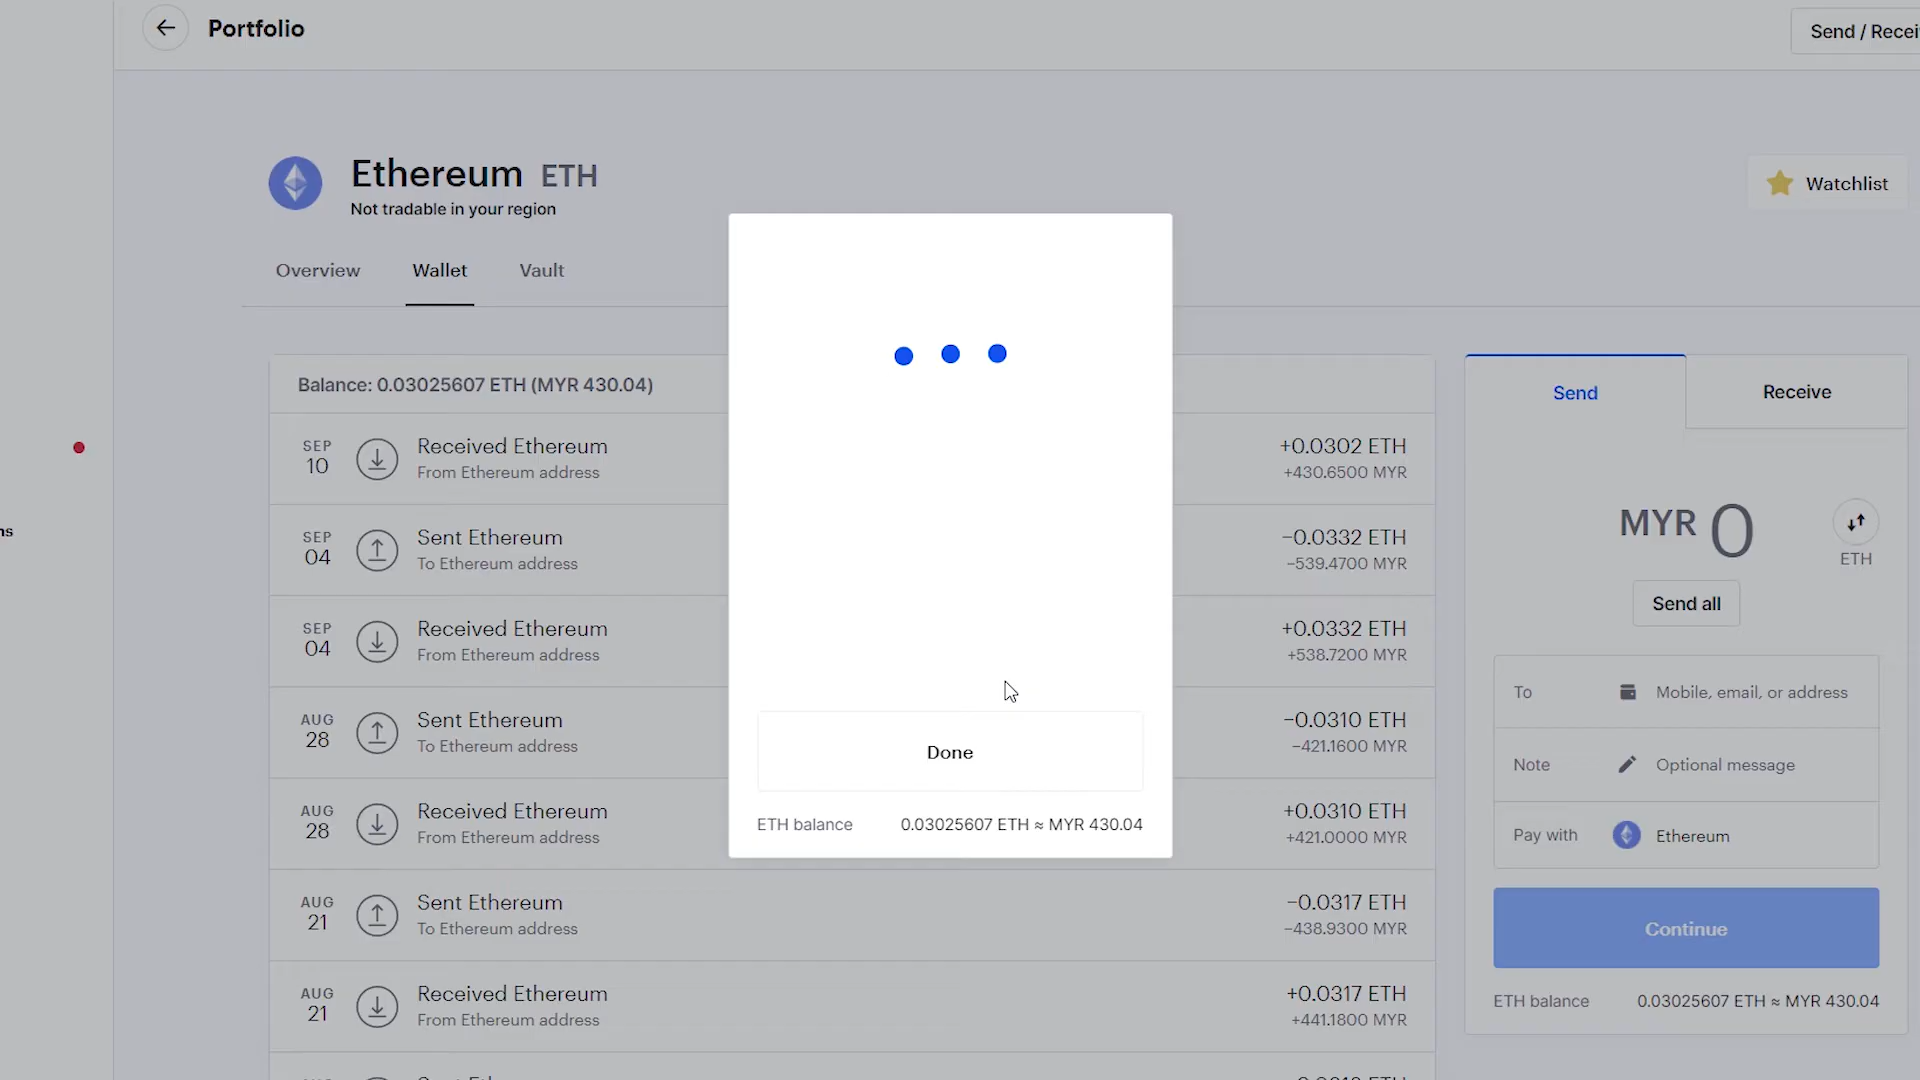 Portfolio
Send / Recei
Ethereum ETH
Not tradable in your region
Watchlist
Overview Wallet Vault
Balance: 0.03025607 ETH (MYR 430.04)
SEP 10 Received Ethereum +0.0302 ETH
From Ethereum address +430.6500 MYR
SEP 04 Sent Ethereum −0.0332 ETH
To Ethereum address −539.4700 MYR
SEP 04 Received Ethereum +0.0332 ETH
From Ethereum address +538.7200 MYR
AUG 28 Sent Ethereum −0.0310 ETH
To Ethereum address −421.1600 MYR
AUG 28 Received Ethereum +0.0310 ETH
From Ethereum address +421.0000 MYR
AUG 21 Sent Ethereum −0.0317 ETH
To Ethereum address −438.9300 MYR
AUG 21 Received Ethereum +0.0317 ETH
From Ethereum address +441.1800 MYR
ns
Done
ETH balance 0.03025607 ETH ≈ MYR 430.04
Send Receive
MYR 0
ETH
Send all
To Mobile, email, or address
Note Optional message
Pay with Ethereum
Continue
ETH balance 0.03025607 ETH ≈ MYR 430.04